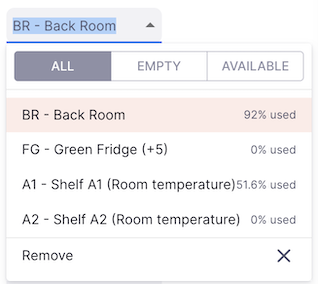 BR - Back Room
ALL EMPTY AVAILABLE
BR - Back Room 92% used
FG - Green Fridge (+5) 0% used
A1 - Shelf A1 (Room temperature) 51.6% used
A2 - Shelf A2 (Room temperature) 0% used
Remove